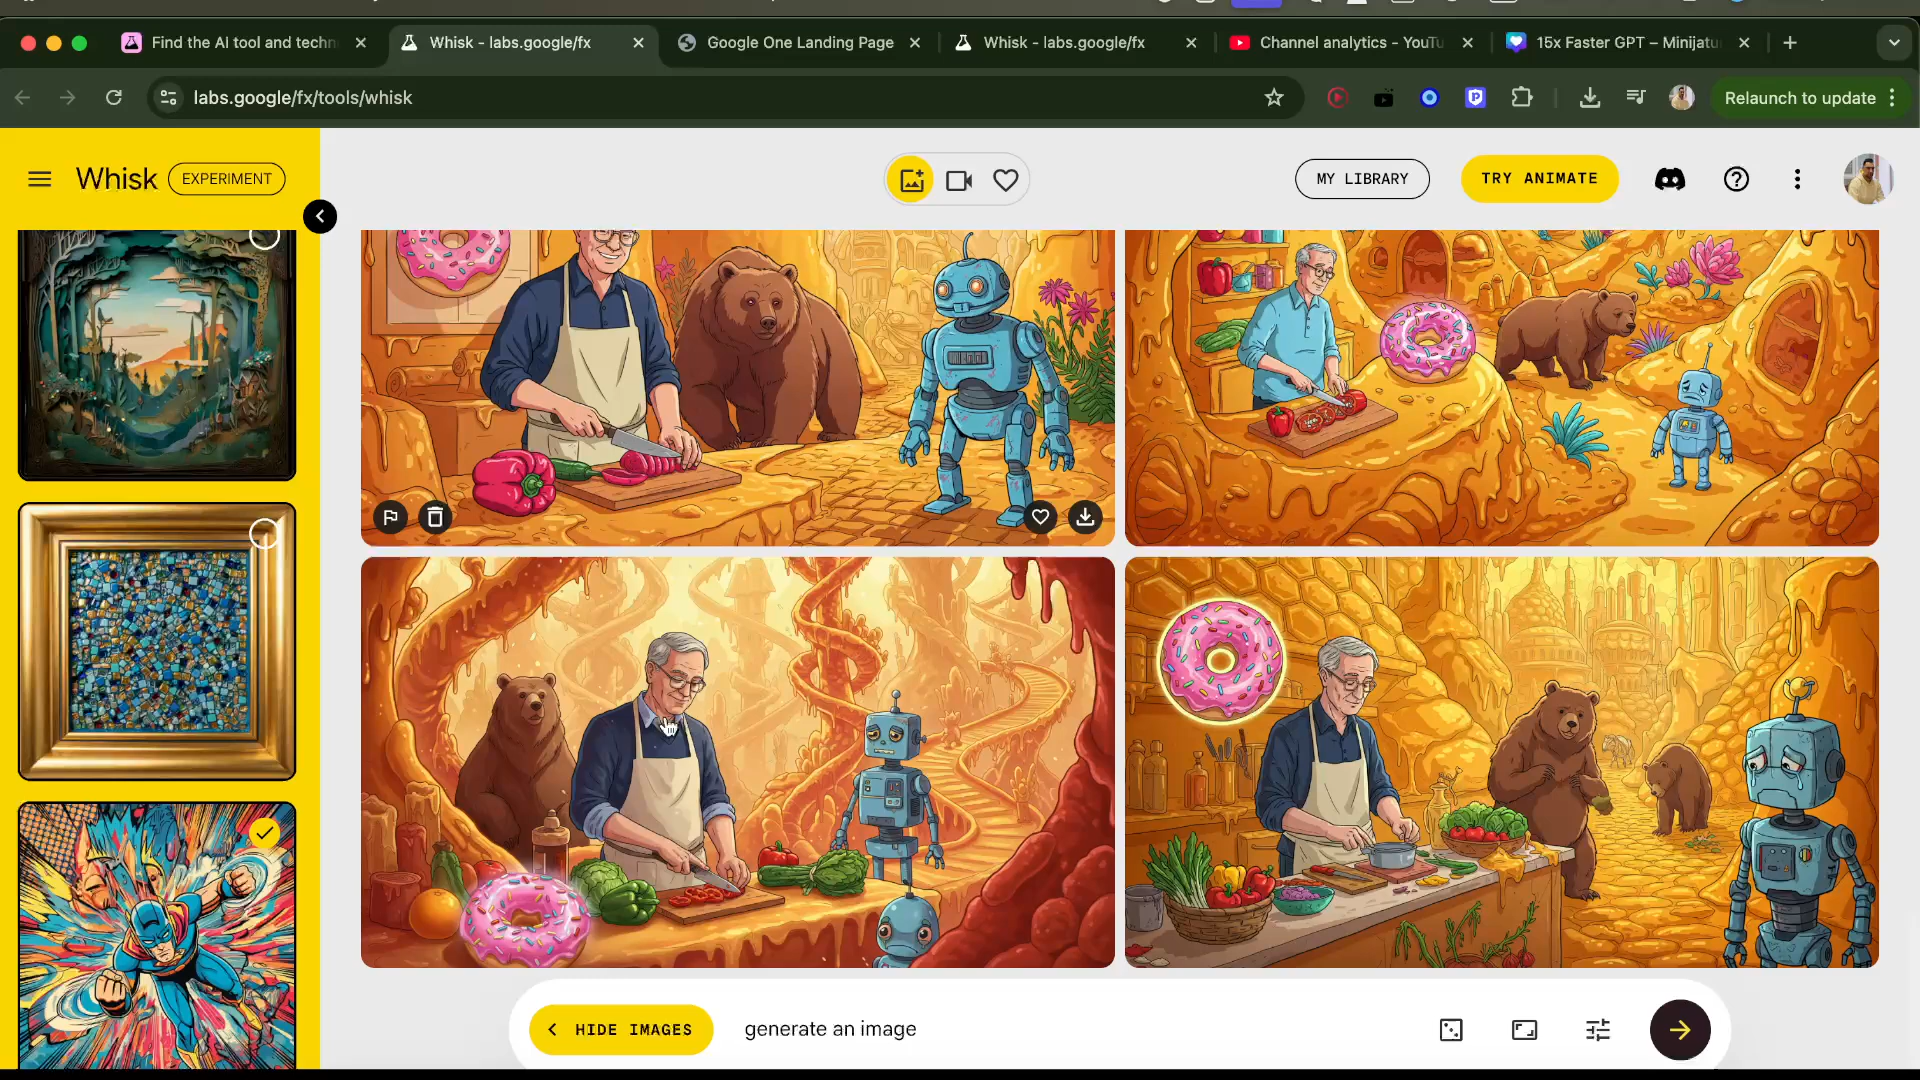 Find the AI tool and techn
Whisk - labs.google/fx
Google One Landing Page
Whisk - labs.google/fx
Channel analytics - YouTu
15x Faster GPT – Minijatu
labs.google/fx/tools/whisk
Relaunch to update
Whisk
EXPERIMENT
MY LIBRARY
TRY ANIMATE
HIDE IMAGES
generate an image